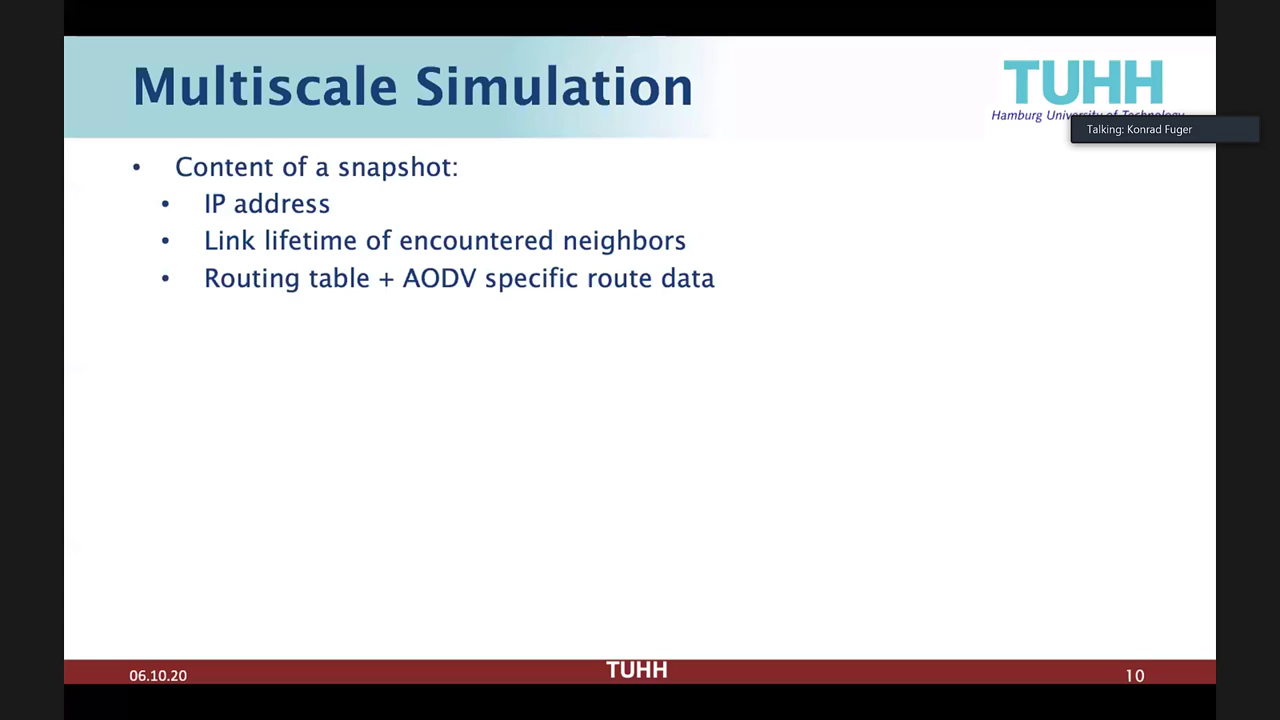 Multiscale Simulation
TUHH
Hamburg University of Technology
Talking: Konrad Fuger
• Content of a snapshot:
• IP address
• Link lifetime of encountered neighbors
• Routing table + AODV specific route data
06.10.20
TUHH
10